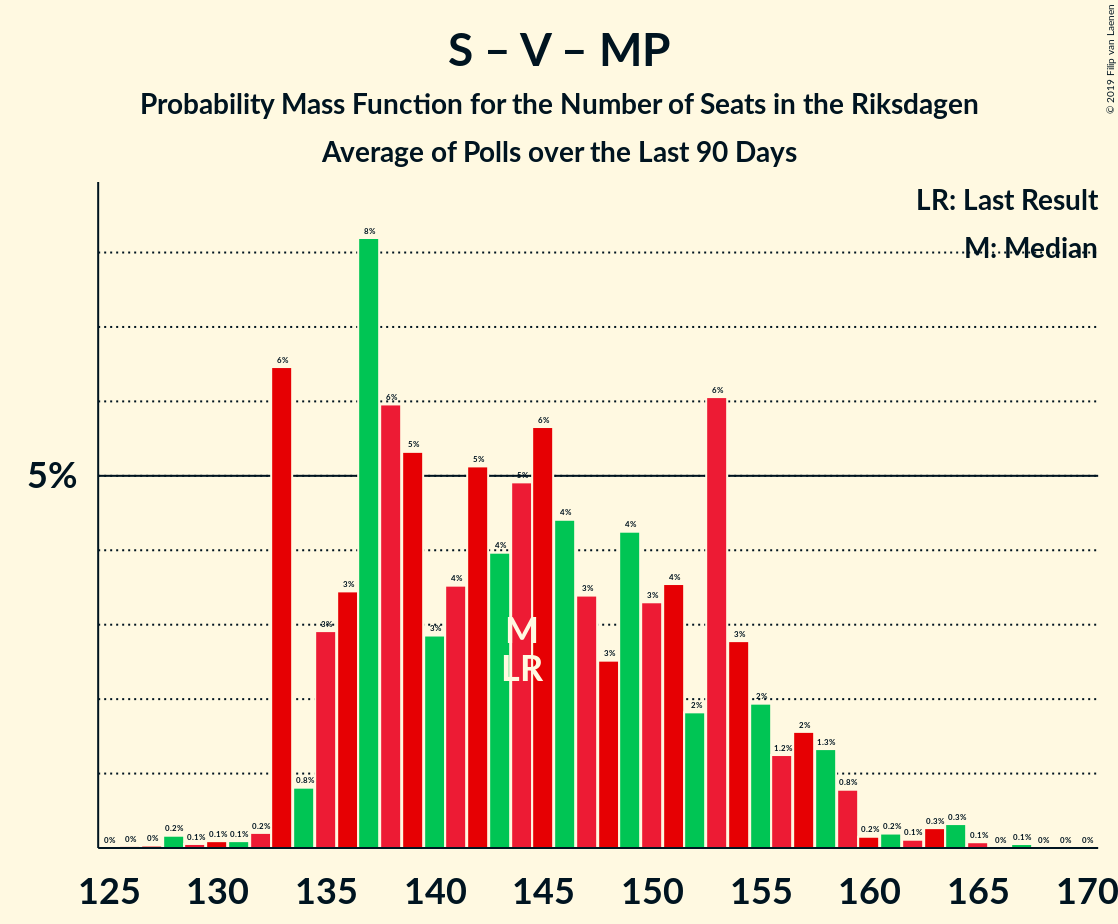 S – V – MP
Probability Mass Function for the Number of Seats in the Riksdagen
Average of Polls over the Last 90 Days
© 2019 Filip van Laenen
LR: Last Result
M: Median
5%
0% 0% 0% 0.2% 0.1% 0.1% 0.1% 0.2% 6% 0.8% 3% 3% 8% 6% 5% 3% 4% 5% 4% 5% 6% 4% 3% 3% 4% 3% 4% 2% 6% 3% 2% 1.2% 2% 1.3% 0.8% 0.2% 0.2% 0.1% 0.3% 0.3% 0.1% 0% 0.1% 0% 0% 0%
M
LR
125 130 135 140 145 150 155 160 165 170